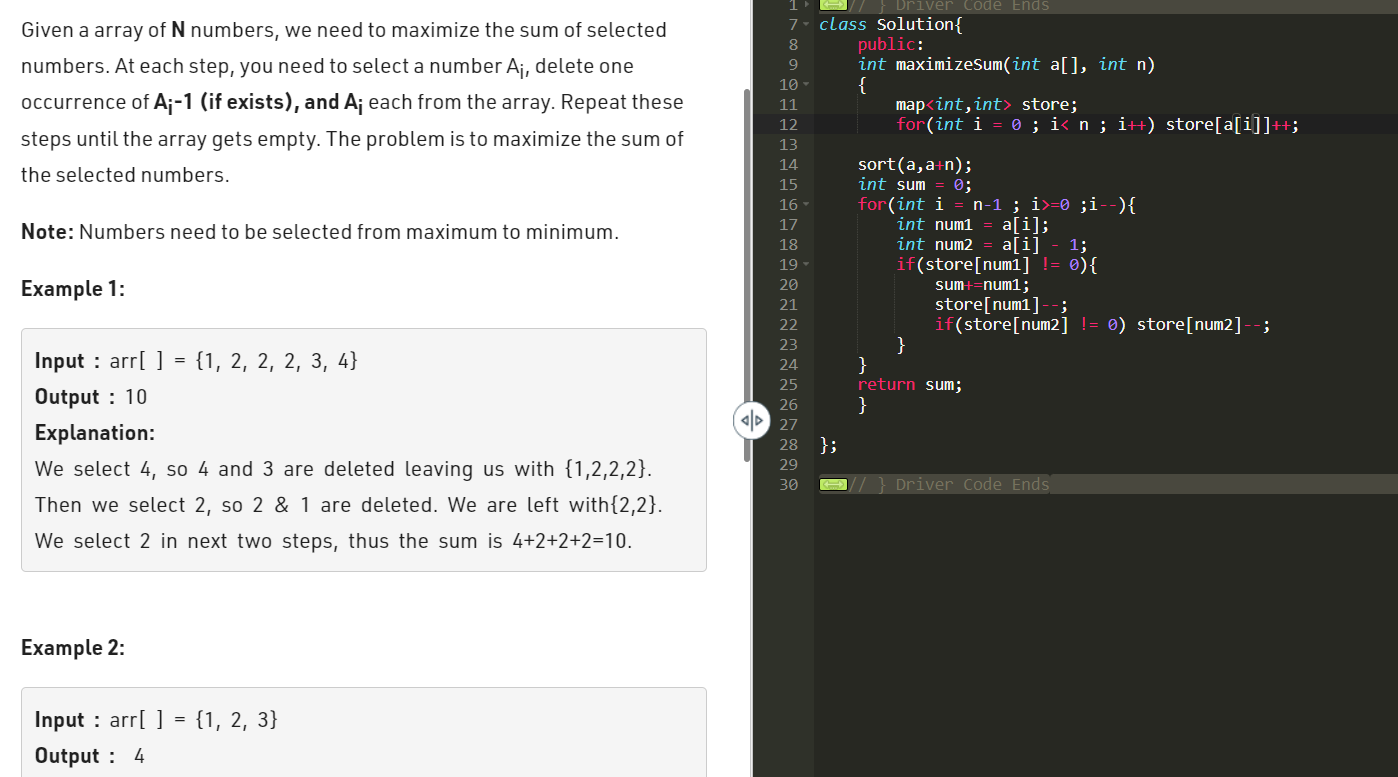 Given a array of N numbers, we need to maximize the sum of selected
numbers. At each step, you need to select a number Ai, delete one
occurrence of Ai-1 (if exists), and Ai each from the array. Repeat these
steps until the array gets empty. The problem is to maximize the sum of
the selected numbers.
Note: Numbers need to be selected from maximum to minimum.
Example 1:
Input : arr[ ] = {1, 2, 2, 2, 3, 4}
Output : 10
Explanation:
We select 4, so 4 and 3 are deleted leaving us with {1,2,2,2}.
Then we select 2, so 2 & 1 are deleted. We are left with{2,2}.
We select 2 in next two steps, thus the sum is 4+2+2+2=10.
Example 2:
Input : arr[ ] = {1, 2, 3}
Output : 4
1 // } Driver Code Ends
7 class Solution{
8 public:
9 int maximizeSum(int a[], int n)
10 {
11 map<int,int> store;
12 for(int i = 0 ; i< n ; i++) store[a[i]]++;
13
14 sort(a,a+n);
15 int sum = 0;
16 for(int i = n-1 ; i>=0 ;i--){
17 int num1 = a[i];
18 int num2 = a[i] - 1;
19 if(store[num1] != 0){
20 sum+=num1;
21 store[num1]--;
22 if(store[num2] != 0) store[num2]--;
23 }
24 }
25 return sum;
26 }
27
28 };
29
30 // } Driver Code Ends